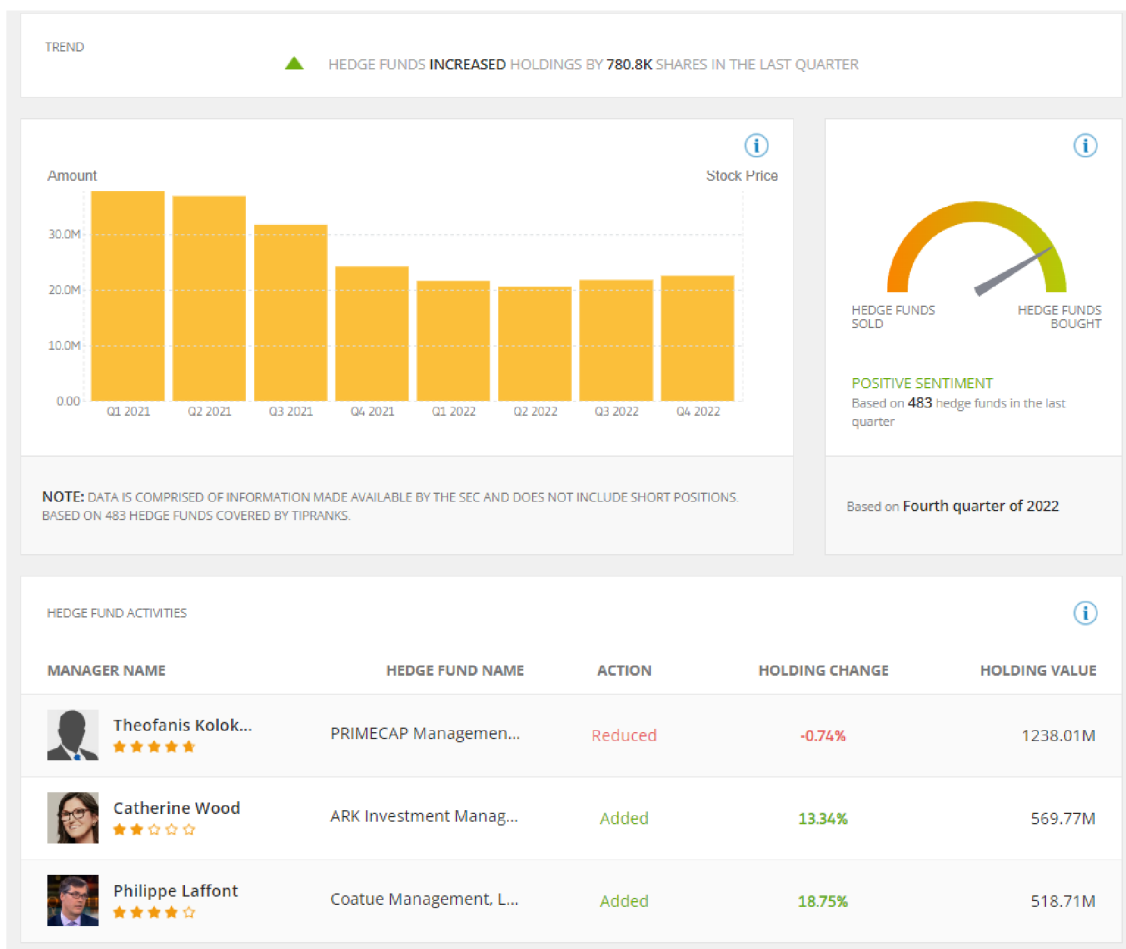 TREND
HEDGE FUNDS INCREASED HOLDINGS BY 780.8K SHARES IN THE LAST QUARTER
Amount
Stock Price
30.0M
20.0M
10.0M
0.00
Q1 2021
Q2 2021
Q3 2021
Q4 2021
Q1 2022
Q2 2022
Q3 2022
Q4 2022
NOTE: DATA IS COMPRISED OF INFORMATION MADE AVAILABLE BY THE SEC AND DOES NOT INCLUDE SHORT POSITIONS.
BASED ON 483 HEDGE FUNDS COVERED BY TIPRANKS.
HEDGE FUNDS
SOLD
HEDGE FUNDS
BOUGHT
POSITIVE SENTIMENT
Based on 483 hedge funds in the last
quarter
Based on Fourth quarter of 2022
HEDGE FUND ACTIVITIES
MANAGER NAME HEDGE FUND NAME ACTION HOLDING CHANGE HOLDING VALUE
Theofanis Kolok... PRIMECAP Managemen... Reduced -0.74% 1238.01M
Catherine Wood ARK Investment Manag... Added 13.34% 569.77M
Philippe Laffont Coatue Management, L... Added 18.75% 518.71M